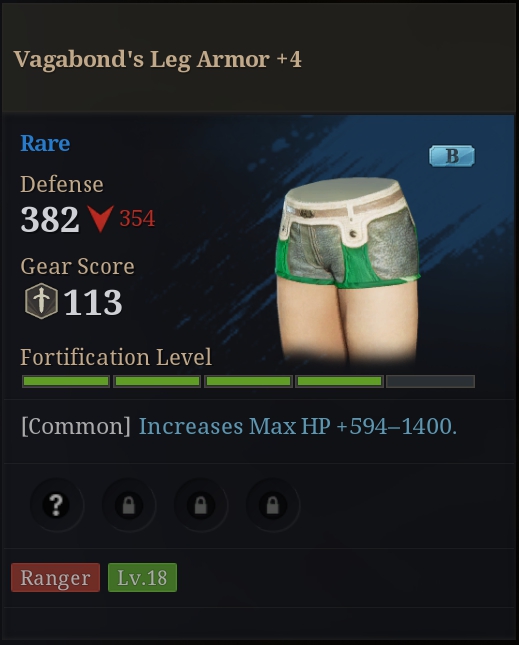 Vagabond's Leg Armor +4
Rare
B
Defense
382 354
Gear Score
113
Fortification Level
[Common] Increases Max HP +594–1400.
?
Ranger Lv.18